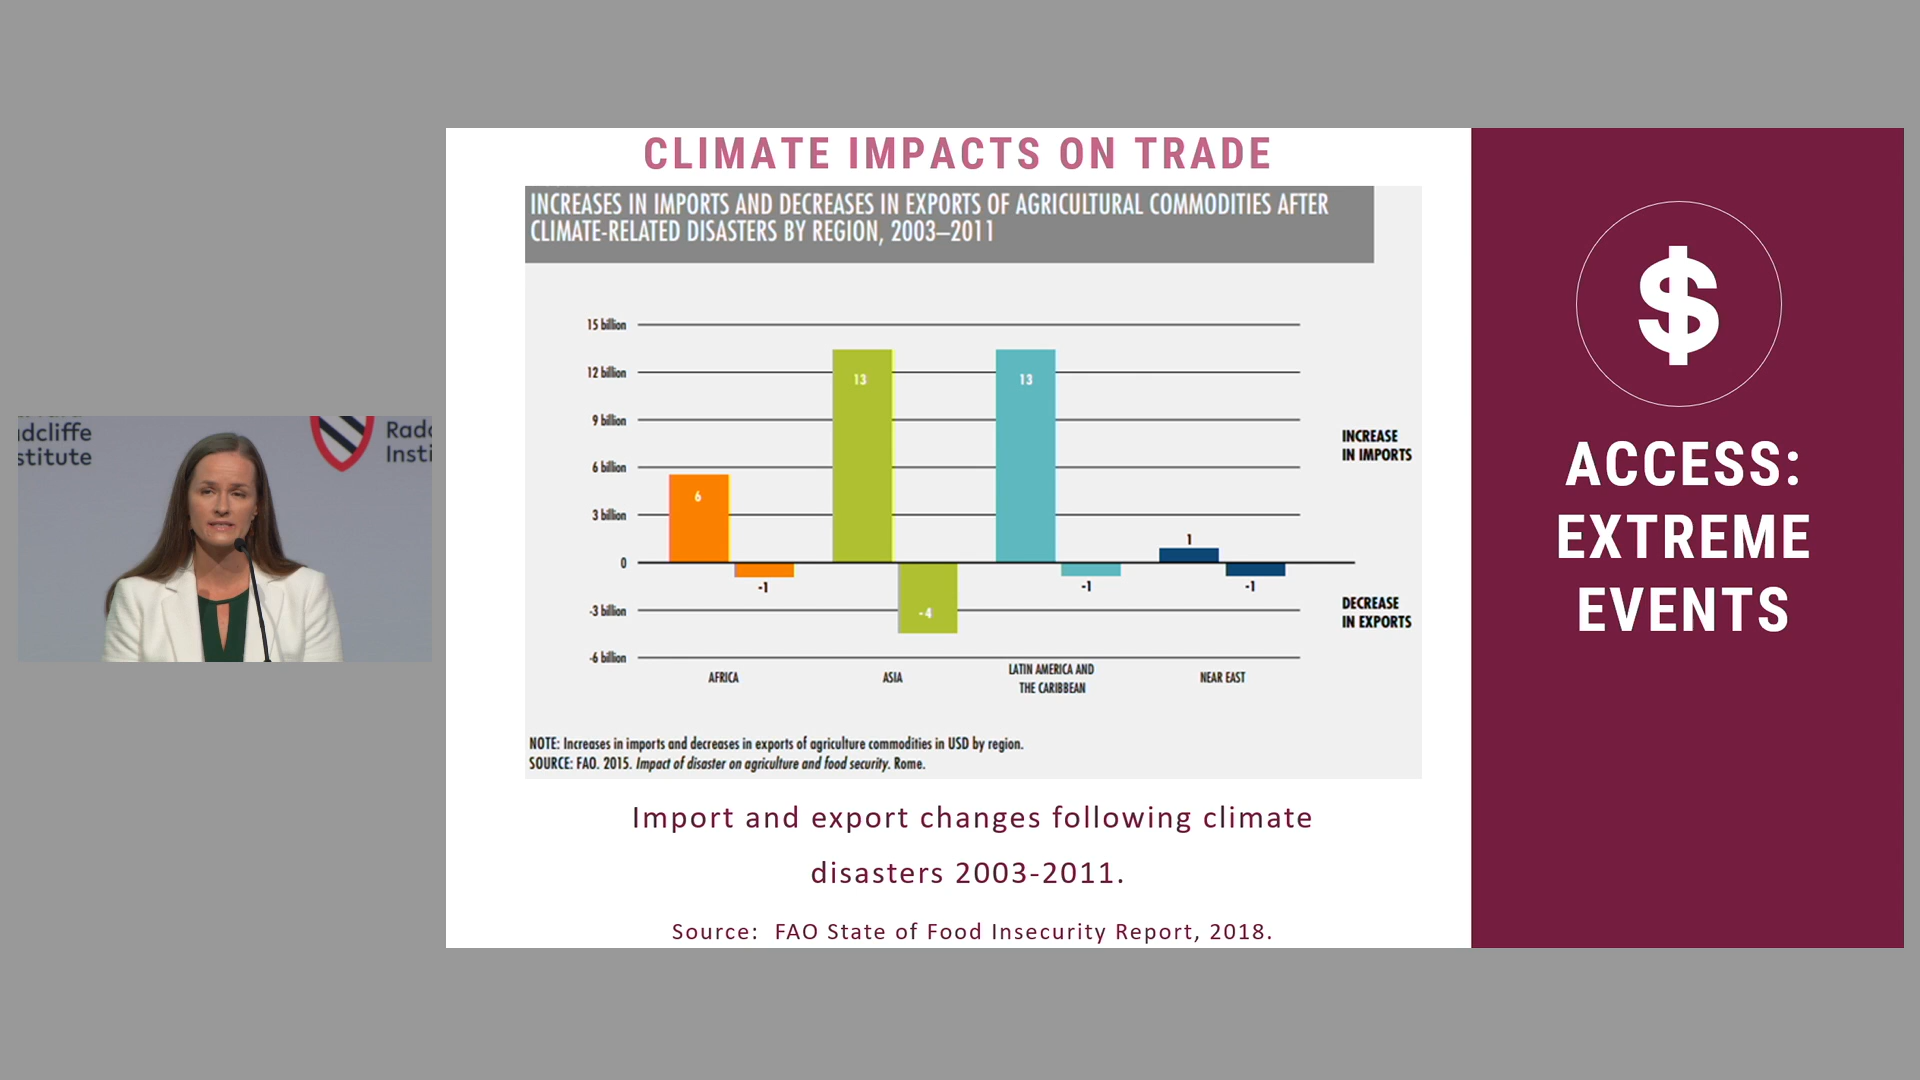 dcliffe
stitute
Insti
CLIMATE IMPACTS ON TRADE
INCREASES IN IMPORTS AND DECREASES IN EXPORTS OF AGRICULTURAL COMMODITIES AFTER
CLIMATE-RELATED DISASTERS BY REGION, 2003–2011
15 billion
12 billion
9 billion
6 billion
3 billion
0
-3 billion
-6 billion
6
-1
13
-4
13
-1
1
-1
INCREASE
IN IMPORTS
DECREASE
IN EXPORTS
AFRICA
ASIA
LATIN AMERICA AND
THE CARIBBEAN
NEAR EAST
NOTE: Increases in imports and decreases in exports of agriculture commodities in USD by region.
SOURCE: FAO. 2015. Impact of disaster on agriculture and food security. Rome.
Import and export changes following climate
disasters 2003-2011.
Source: FAO State of Food Insecurity Report, 2018.
$
ACCESS:
EXTREME
EVENTS